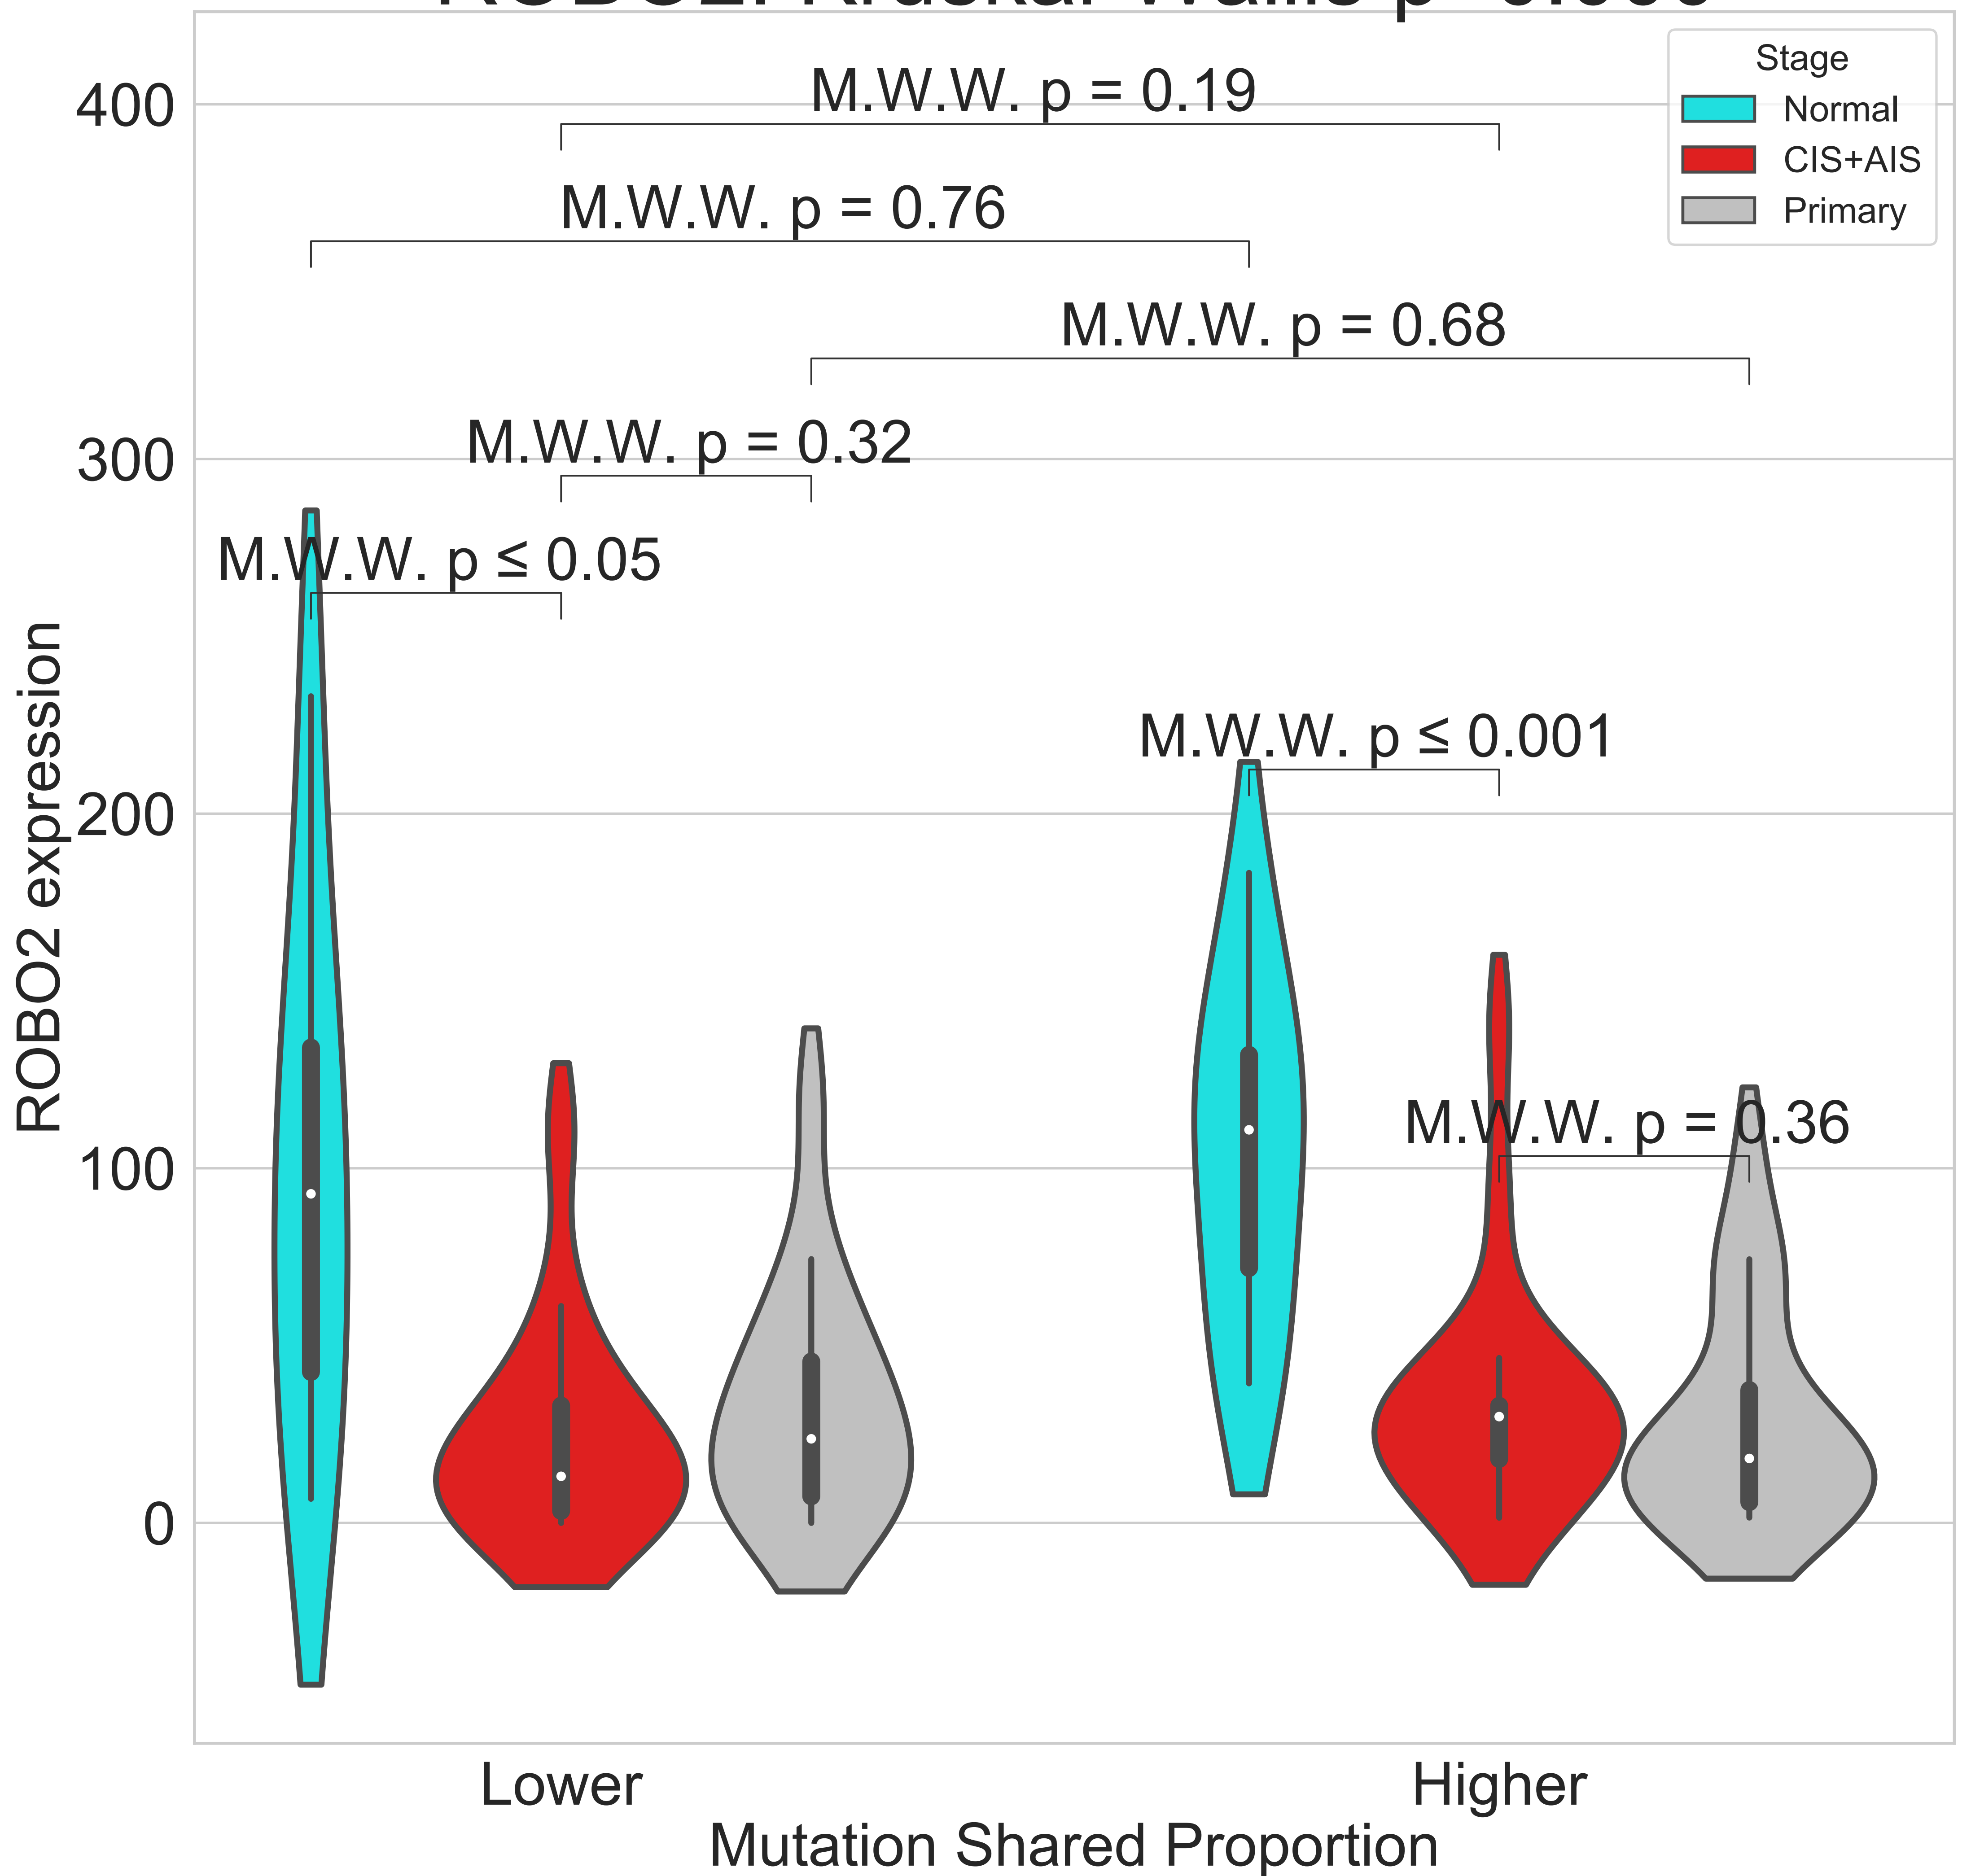 Stage
Normal
CIS+AIS
Primary
M.W.W. p = 0.19
M.W.W. p = 0.76
M.W.W. p = 0.68
M.W.W. p = 0.32
M.W.W. p ≤ 0.05
M.W.W. p ≤ 0.001
M.W.W. p = 0.36
400
300
200
100
0
ROBO2 expression
Lower
Higher
Mutation Shared Proportion